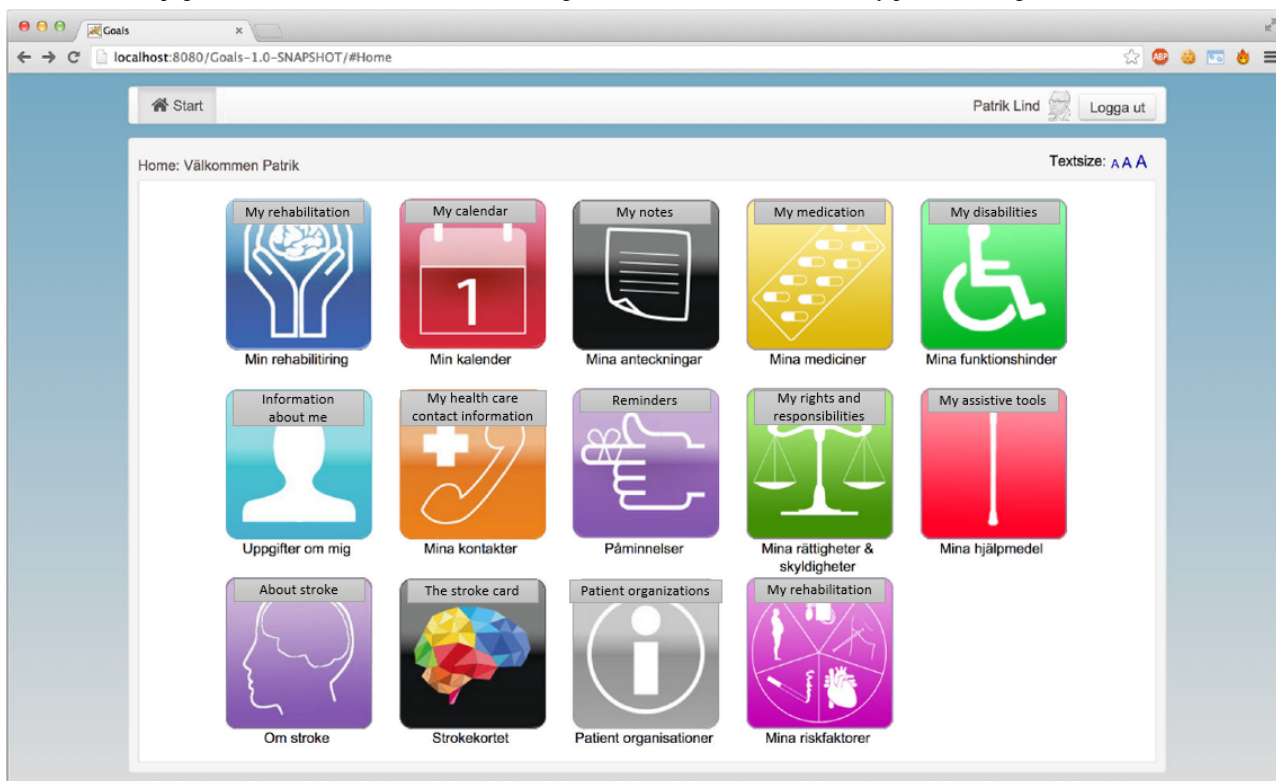 Goals
localhost:8080/Goals-1.0-SNAPSHOT/#Home
ABP
Start
Patrik Lind
Logga ut
Home: Välkommen Patrik
Textsize: A A A
My rehabilitation
My calendar
My notes
My medication
My disabilities
1
Min rehabilitiring
Min kalender
Mina anteckningar
Mina mediciner
Mina funktionshinder
Information
about me
My health care
contact information
Reminders
My rights and
responsibilities
My assistive tools
Uppgifter om mig
Mina kontakter
Påminnelser
Mina rättigheter &
skyldigheter
Mina hjälpmedel
About stroke
The stroke card
Patient organizations
My rehabilitation
Om stroke
Strokekortet
Patient organisationer
Mina riskfaktorer